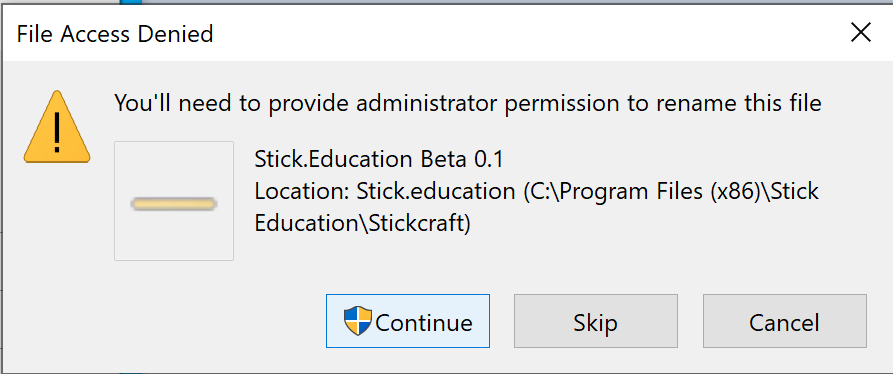 File Access Denied
You'll need to provide administrator permission to rename this file
Stick.Education Beta 0.1
Location: Stick.education (C:\Program Files (x86)\Stick
Education\Stickcraft)
Continue
Skip
Cancel